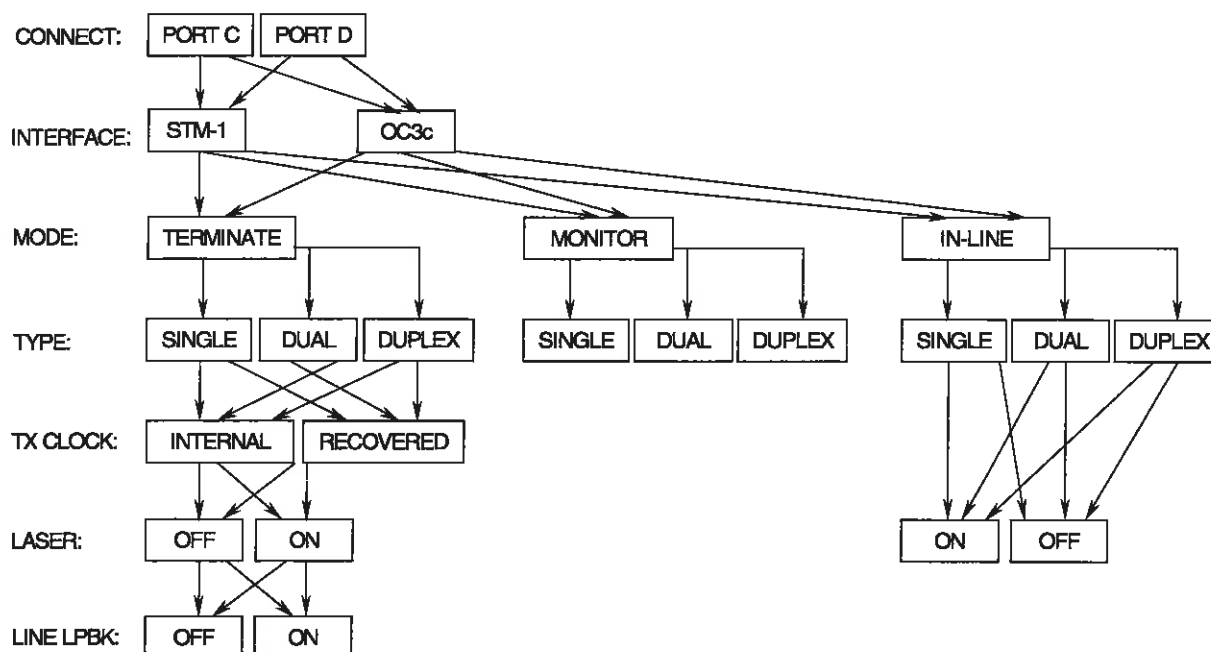 CONNECT: PORT C PORT D
INTERFACE: STM-1 OC3c
MODE: TERMINATE MONITOR IN-LINE
TYPE: SINGLE DUAL DUPLEX SINGLE DUAL DUPLEX SINGLE DUAL DUPLEX
TX CLOCK: INTERNAL RECOVERED
LASER: OFF ON ON OFF
LINE LPBK: OFF ON